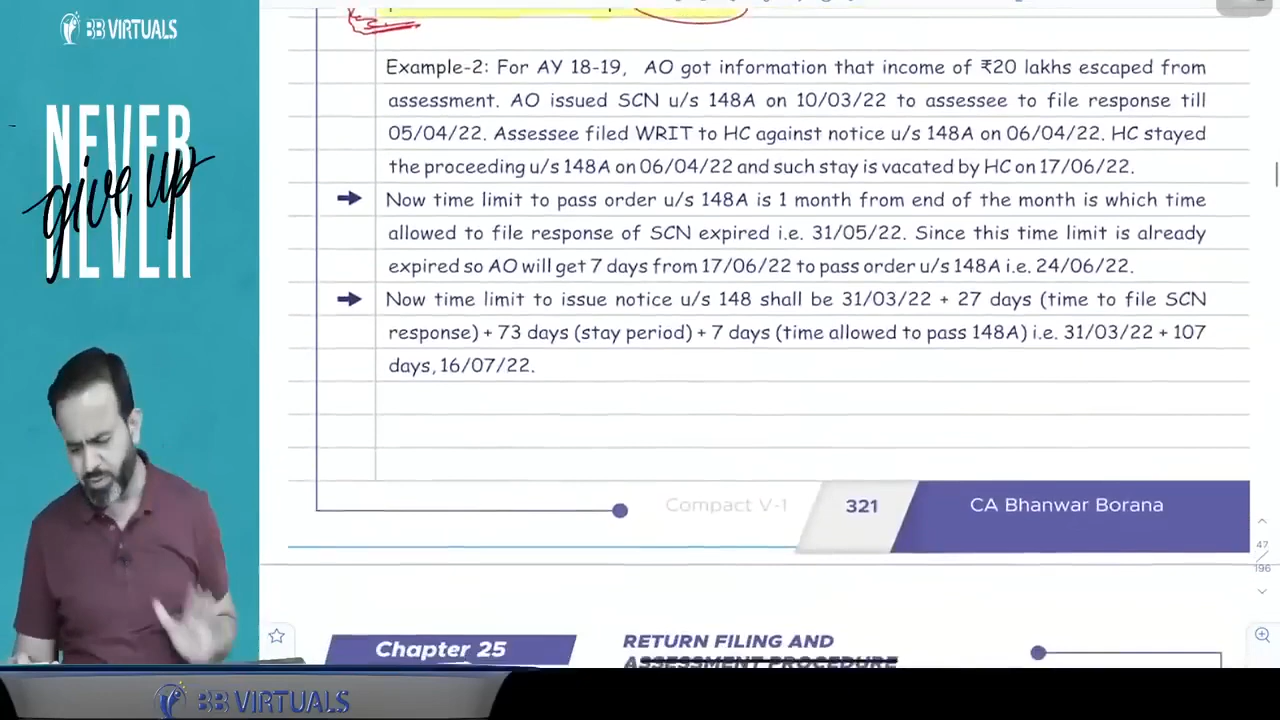 BB VIRTUALS
NEVER
give up
NEVER
Example-2: For AY 18-19, AO got information that income of ₹20 lakhs escaped from
assessment. AO issued SCN u/s 148A on 10/03/22 to assessee to file response till
05/04/22. Assessee filed WRIT to HC against notice u/s 148A on 06/04/22. HC stayed
the proceeding u/s 148A on 06/04/22 and such stay is vacated by HC on 17/06/22.
Now time limit to pass order u/s 148A is 1 month from end of the month is which time
allowed to file response of SCN expired i.e. 31/05/22. Since this time limit is already
expired so AO will get 7 days from 17/06/22 to pass order u/s 148A i.e. 24/06/22.
Now time limit to issue notice u/s 148 shall be 31/03/22 + 27 days (time to file SCN
response) + 73 days (stay period) + 7 days (time allowed to pass 148A) i.e. 31/03/22 + 107
days, 16/07/22.
Compact V-1
321
CA Bhanwar Borana
47
196
Chapter 25
RETURN FILING AND
ASSESSMENT PROCEDURE
BB VIRTUALS